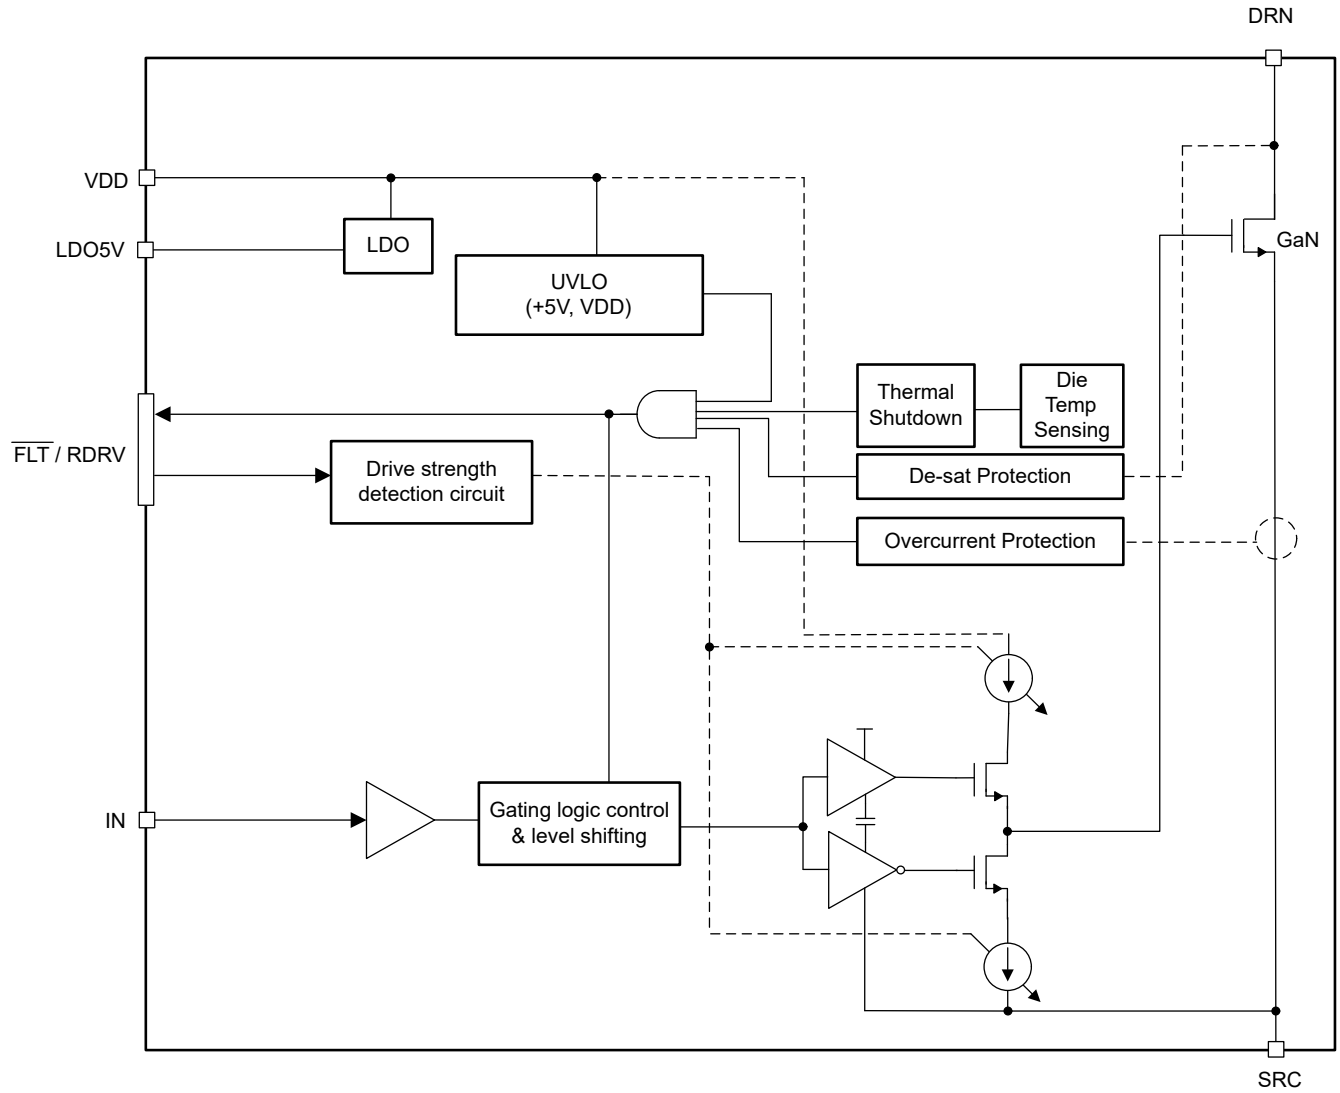 DRN
VDD
LDO5V
LDO
UVLO
(+5V, VDD)
GaN
Thermal
Shutdown
Die
Temp
Sensing
FLT / RDRV
Drive strength
detection circuit
De-sat Protection
Overcurrent Protection
IN
Gating logic control
& level shifting
SRC